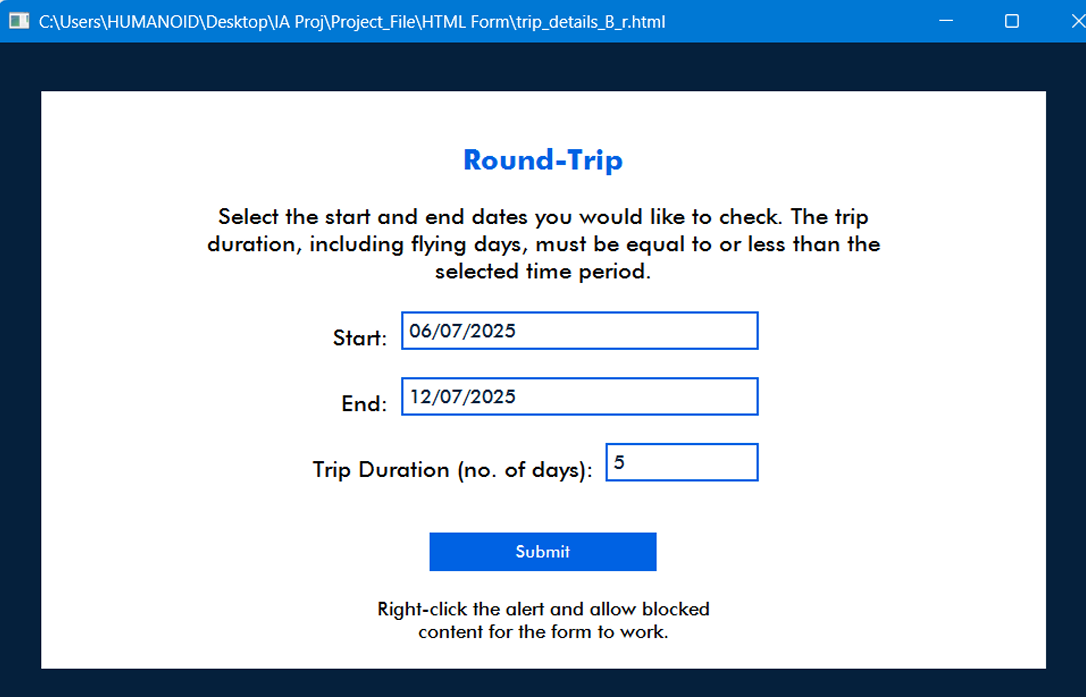 C:\Users\HUMANOID\Desktop\IA Proj\Project_File\HTML Form\trip_details_B_r.html
Round-Trip
Select the start and end dates you would like to check. The trip
duration, including flying days, must be equal to or less than the
selected time period.
Start: 06/07/2025
End: 12/07/2025
Trip Duration (no. of days): 5
Submit
Right-click the alert and allow blocked
content for the form to work.